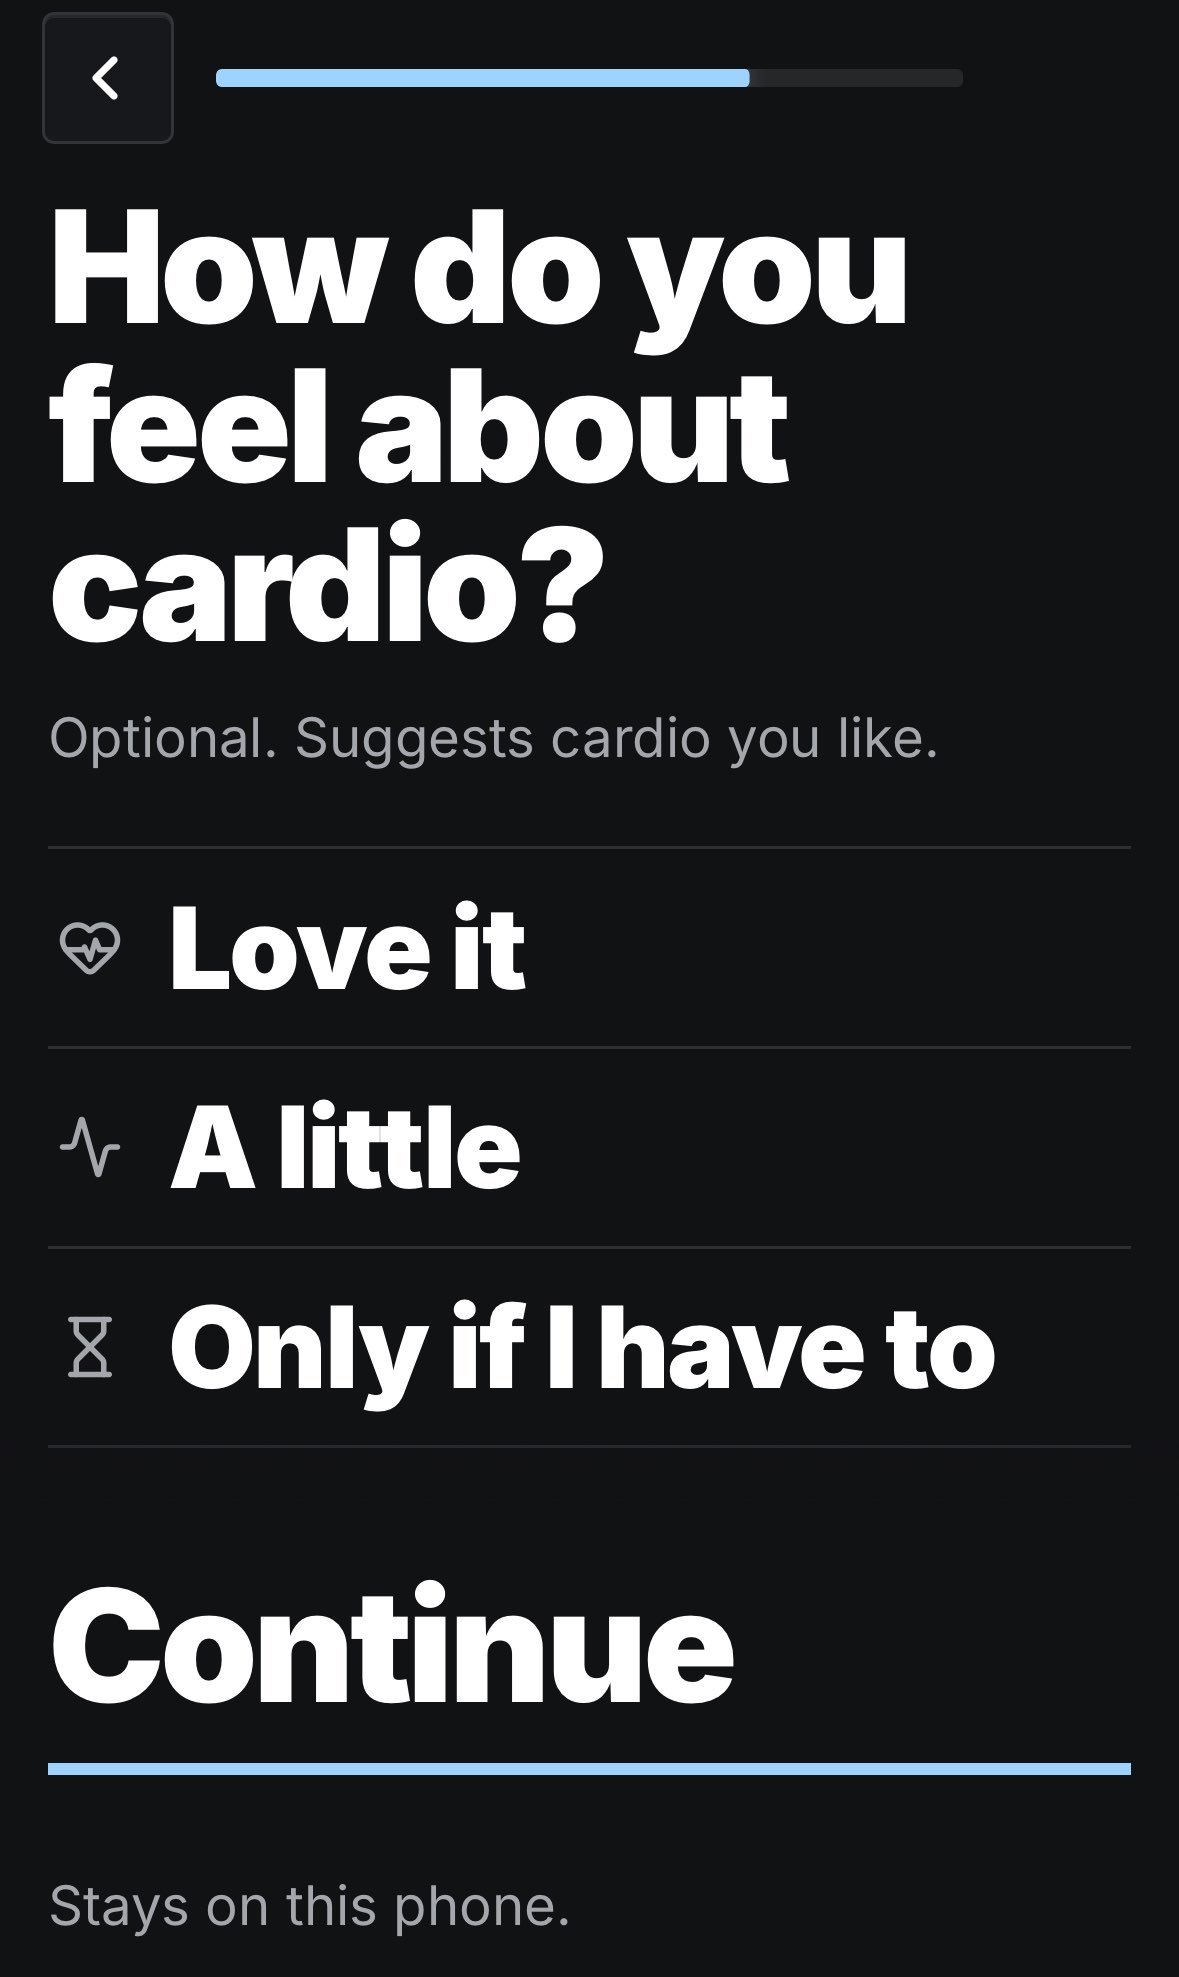 How do you
feel about
cardio?
Optional. Suggests cardio you like.
Love it
A little
Only if I have to
Continue
Stays on this phone.